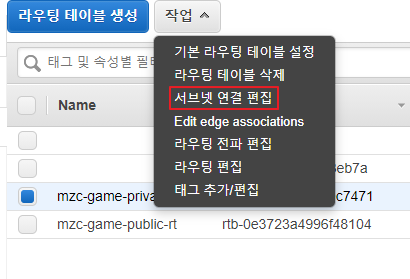 라우팅 테이블 생성
작업
태그 및 속성별 필터
기본 라우팅 테이블 설정
라우팅 테이블 삭제
서브넷 연결 편집
Edit edge associations
라우팅 전파 편집
라우팅 편집
태그 추가/편집
Name
eb7a
mzc-game-priva
c7471
mzc-game-public-rt
rtb-0e3723a4996f48104